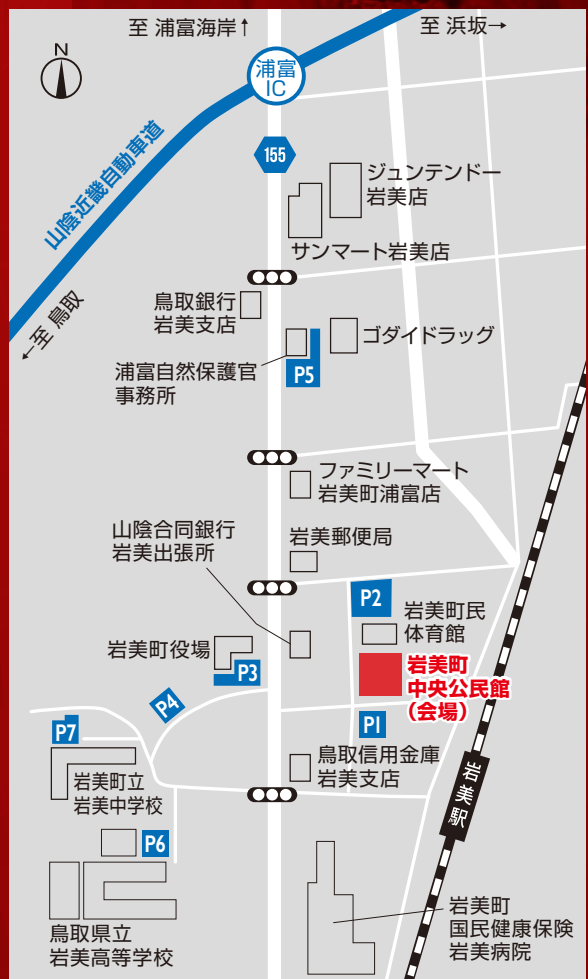 至 浦富海岸↑
至 浜坂→
N
浦富
IC
山陰近畿自動車道
155
ジュンテンドー
岩美店
サンマート岩美店
←至 鳥取
鳥取銀行
岩美支店
ゴダイドラッグ
浦富自然保護官
事務所
P5
ファミリーマート
岩美町浦富店
山陰合同銀行
岩美出張所
岩美郵便局
P2
岩美町民
体育館
岩美町役場
P3
岩美町
中央公民館
（会場）
P4
P1
P7
鳥取信用金庫
岩美支店
岩美駅
岩美町立
岩美中学校
P6
岩美町
国民健康保険
岩美病院
鳥取県立
岩美高等学校